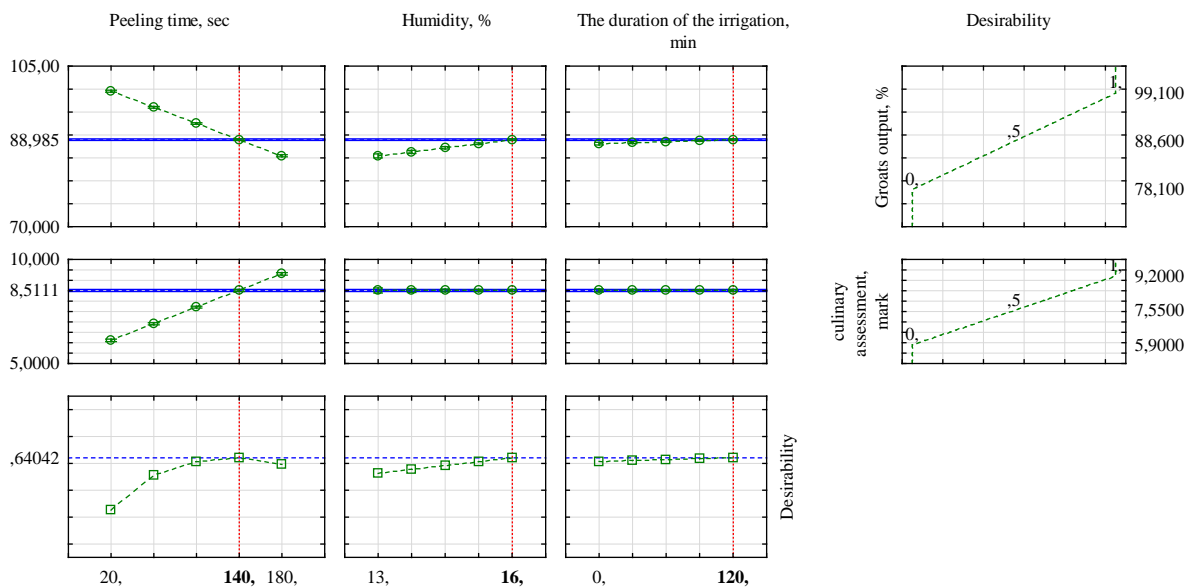 Peeling time, sec
Humidity, %
The duration of the irrigation,
min
Desirability
105,00
88,985
70,000
Groats output, %
0,
,5
1,
99,100
88,600
78,100
10,000
8,5111
5,0000
culinary
assessment,
mark
0,
,5
1,
9,2000
7,5500
5,9000
,64042
Desirability
20,
140,
180,
13,
16,
0,
120,